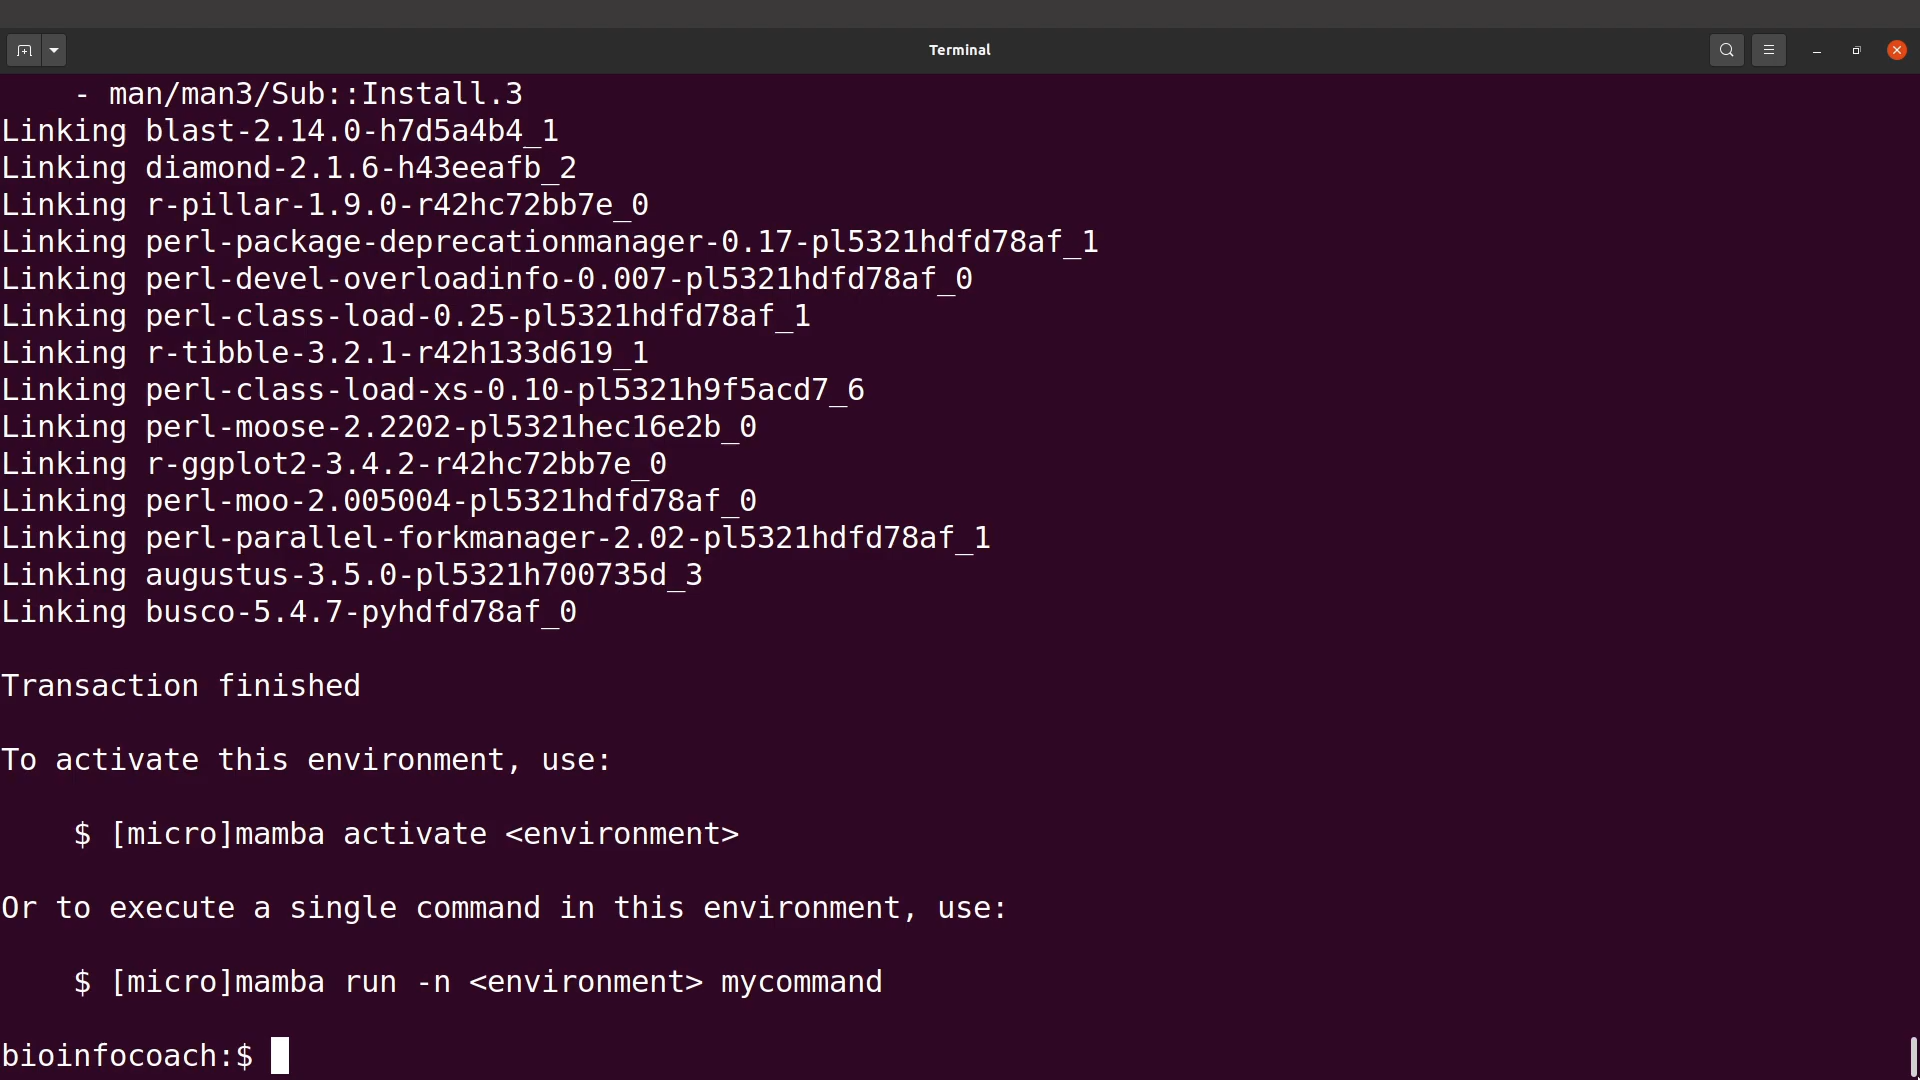 Terminal
- man/man3/Sub::Install.3
Linking blast-2.14.0-h7d5a4b4_1
Linking diamond-2.1.6-h43eeafb_2
Linking r-pillar-1.9.0-r42hc72bb7e_0
Linking perl-package-deprecationmanager-0.17-pl5321hdfd78af_1
Linking perl-devel-overloadinfo-0.007-pl5321hdfd78af_0
Linking perl-class-load-0.25-pl5321hdfd78af_1
Linking r-tibble-3.2.1-r42h133d619_1
Linking perl-class-load-xs-0.10-pl5321h9f5acd7_6
Linking perl-moose-2.2202-pl5321hec16e2b_0
Linking r-ggplot2-3.4.2-r42hc72bb7e_0
Linking perl-moo-2.005004-pl5321hdfd78af_0
Linking perl-parallel-forkmanager-2.02-pl5321hdfd78af_1
Linking augustus-3.5.0-pl5321h700735d_3
Linking busco-5.4.7-pyhdfd78af_0
Transaction finished
To activate this environment, use:
$ [micro]mamba activate <environment>
Or to execute a single command in this environment, use:
$ [micro]mamba run -n <environment> mycommand
bioinfocoach:$